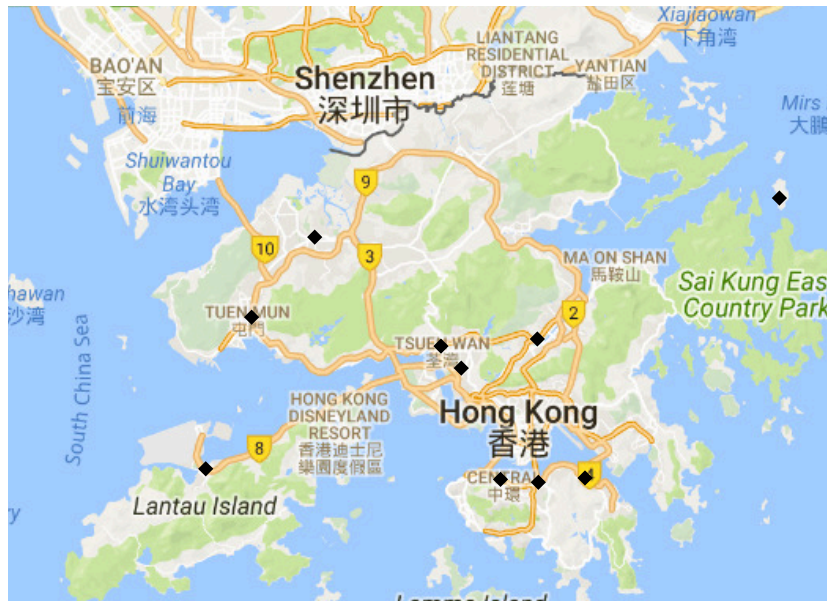 Xiajiaowan
下角湾
LIANTANG
RESIDENTIAL
DISTRICT
莲塘
YANTIAN
盐田区
BAO'AN
宝安区
Shenzhen
深圳市
前海
Mirs
大鹏
Shuiwantou
Bay
水湾头湾
9
10
3
MA ON SHAN
馬鞍山
Sai Kung East
Country Park
hawan
沙湾
TUEN MUN
屯門
2
TSUEN WAN
荃灣
South China Sea
HONG KONG
DISNEYLAND
RESORT
香港迪士尼
樂園度假區
Hong Kong
香港
8
CENTRAL
中環
4
Lantau Island
Lamma Island